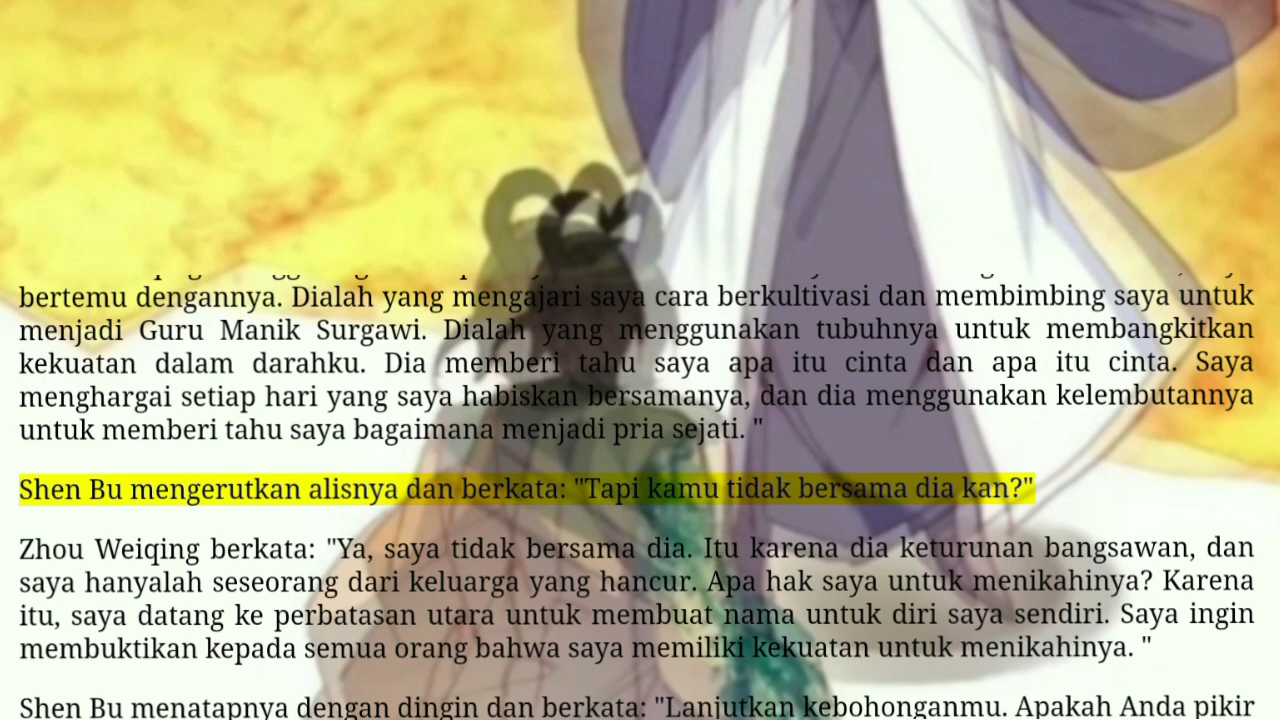 bertemu dengannya. Dialah yang mengajari saya cara berkultivasi dan membimbing saya untuk
menjadi Guru Manik Surgawi. Dialah yang menggunakan tubuhnya untuk membangkitkan
kekuatan dalam darahku. Dia memberi tahu saya apa itu cinta dan apa itu cinta. Saya
menghargai setiap hari yang saya habiskan bersamanya, dan dia menggunakan kelembutannya
untuk memberi tahu saya bagaimana menjadi pria sejati. "
Shen Bu mengerutkan alisnya dan berkata: "Tapi kamu tidak bersama dia kan?"
Zhou Weiqing berkata: "Ya, saya tidak bersama dia. Itu karena dia keturunan bangsawan, dan
saya hanyalah seseorang dari keluarga yang hancur. Apa hak saya untuk menikahinya? Karena
itu, saya datang ke perbatasan utara untuk membuat nama untuk diri saya sendiri. Saya ingin
membuktikan kepada semua orang bahwa saya memiliki kekuatan untuk menikahinya. "
Shen Bu menatapnya dengan dingin dan berkata: "Lanjutkan kebohonganmu. Apakah Anda pikir